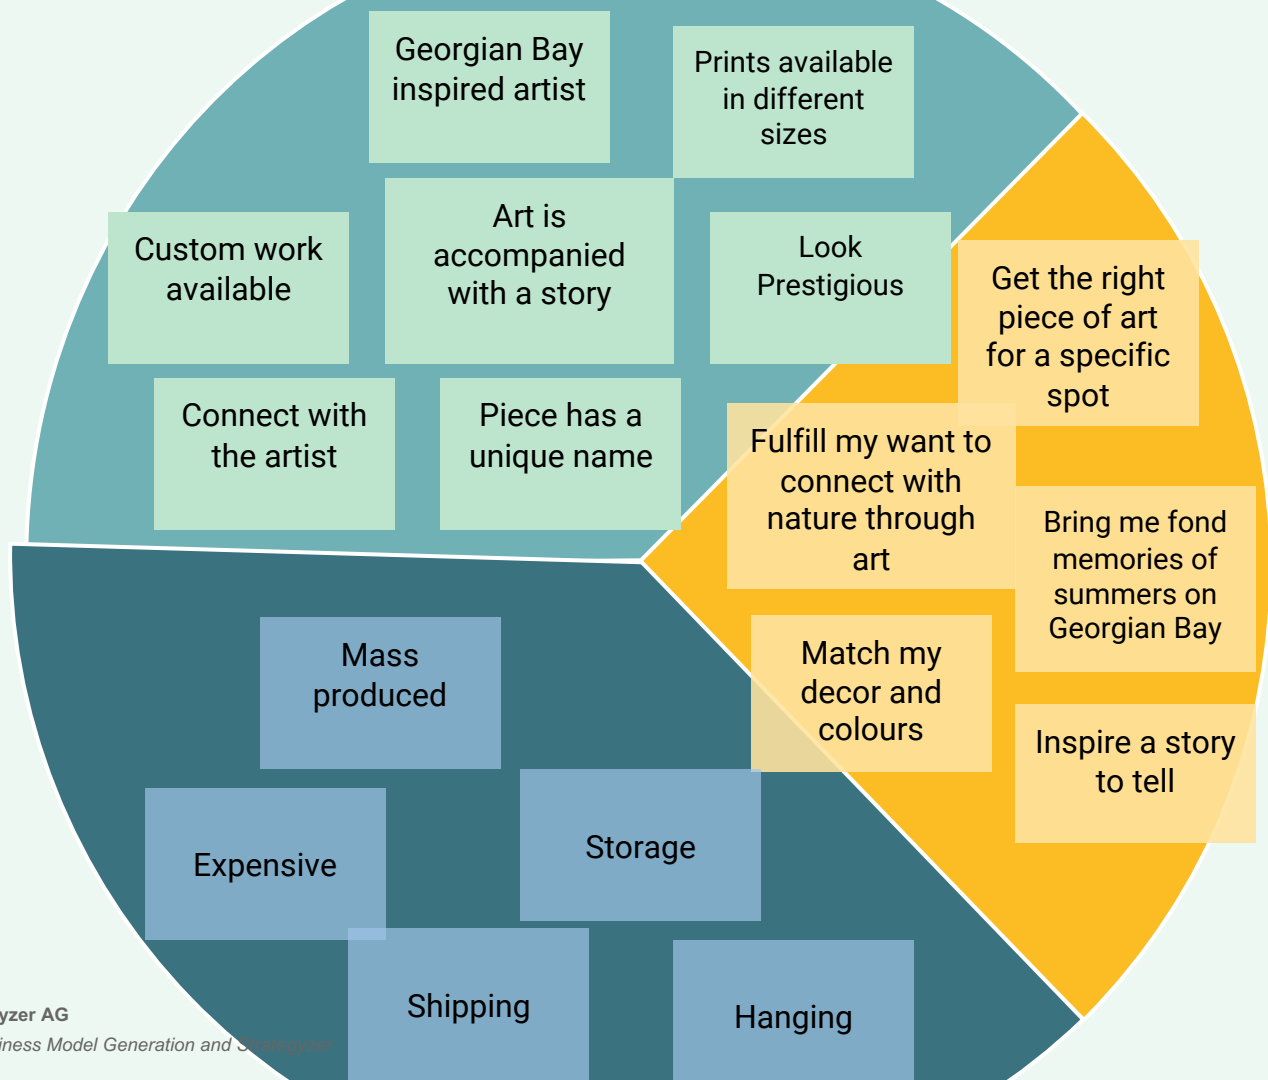 Georgian Bay
inspired artist
Prints available
in different
sizes
Custom work
available
Art is
accompanied
with a story
Look
Prestigious
Get the right
piece of art
for a specific
spot
Connect with
the artist
Piece has a
unique name
Fulfill my want to
connect with
nature through
art
Bring me fond
memories of
summers on
Georgian Bay
Match my
decor and
colours
Inspire a story
to tell
Mass
produced
Expensive
Storage
Shipping
Hanging
yzer AG
iness Model Generation and Strategyzer